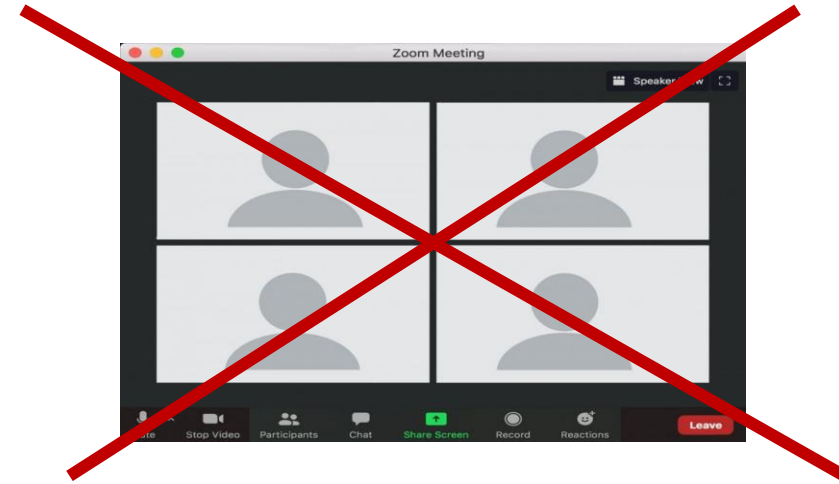 Zoom Meeting
Speaker
Stop Video Participants Chat Share Screen Record Reactions Leave